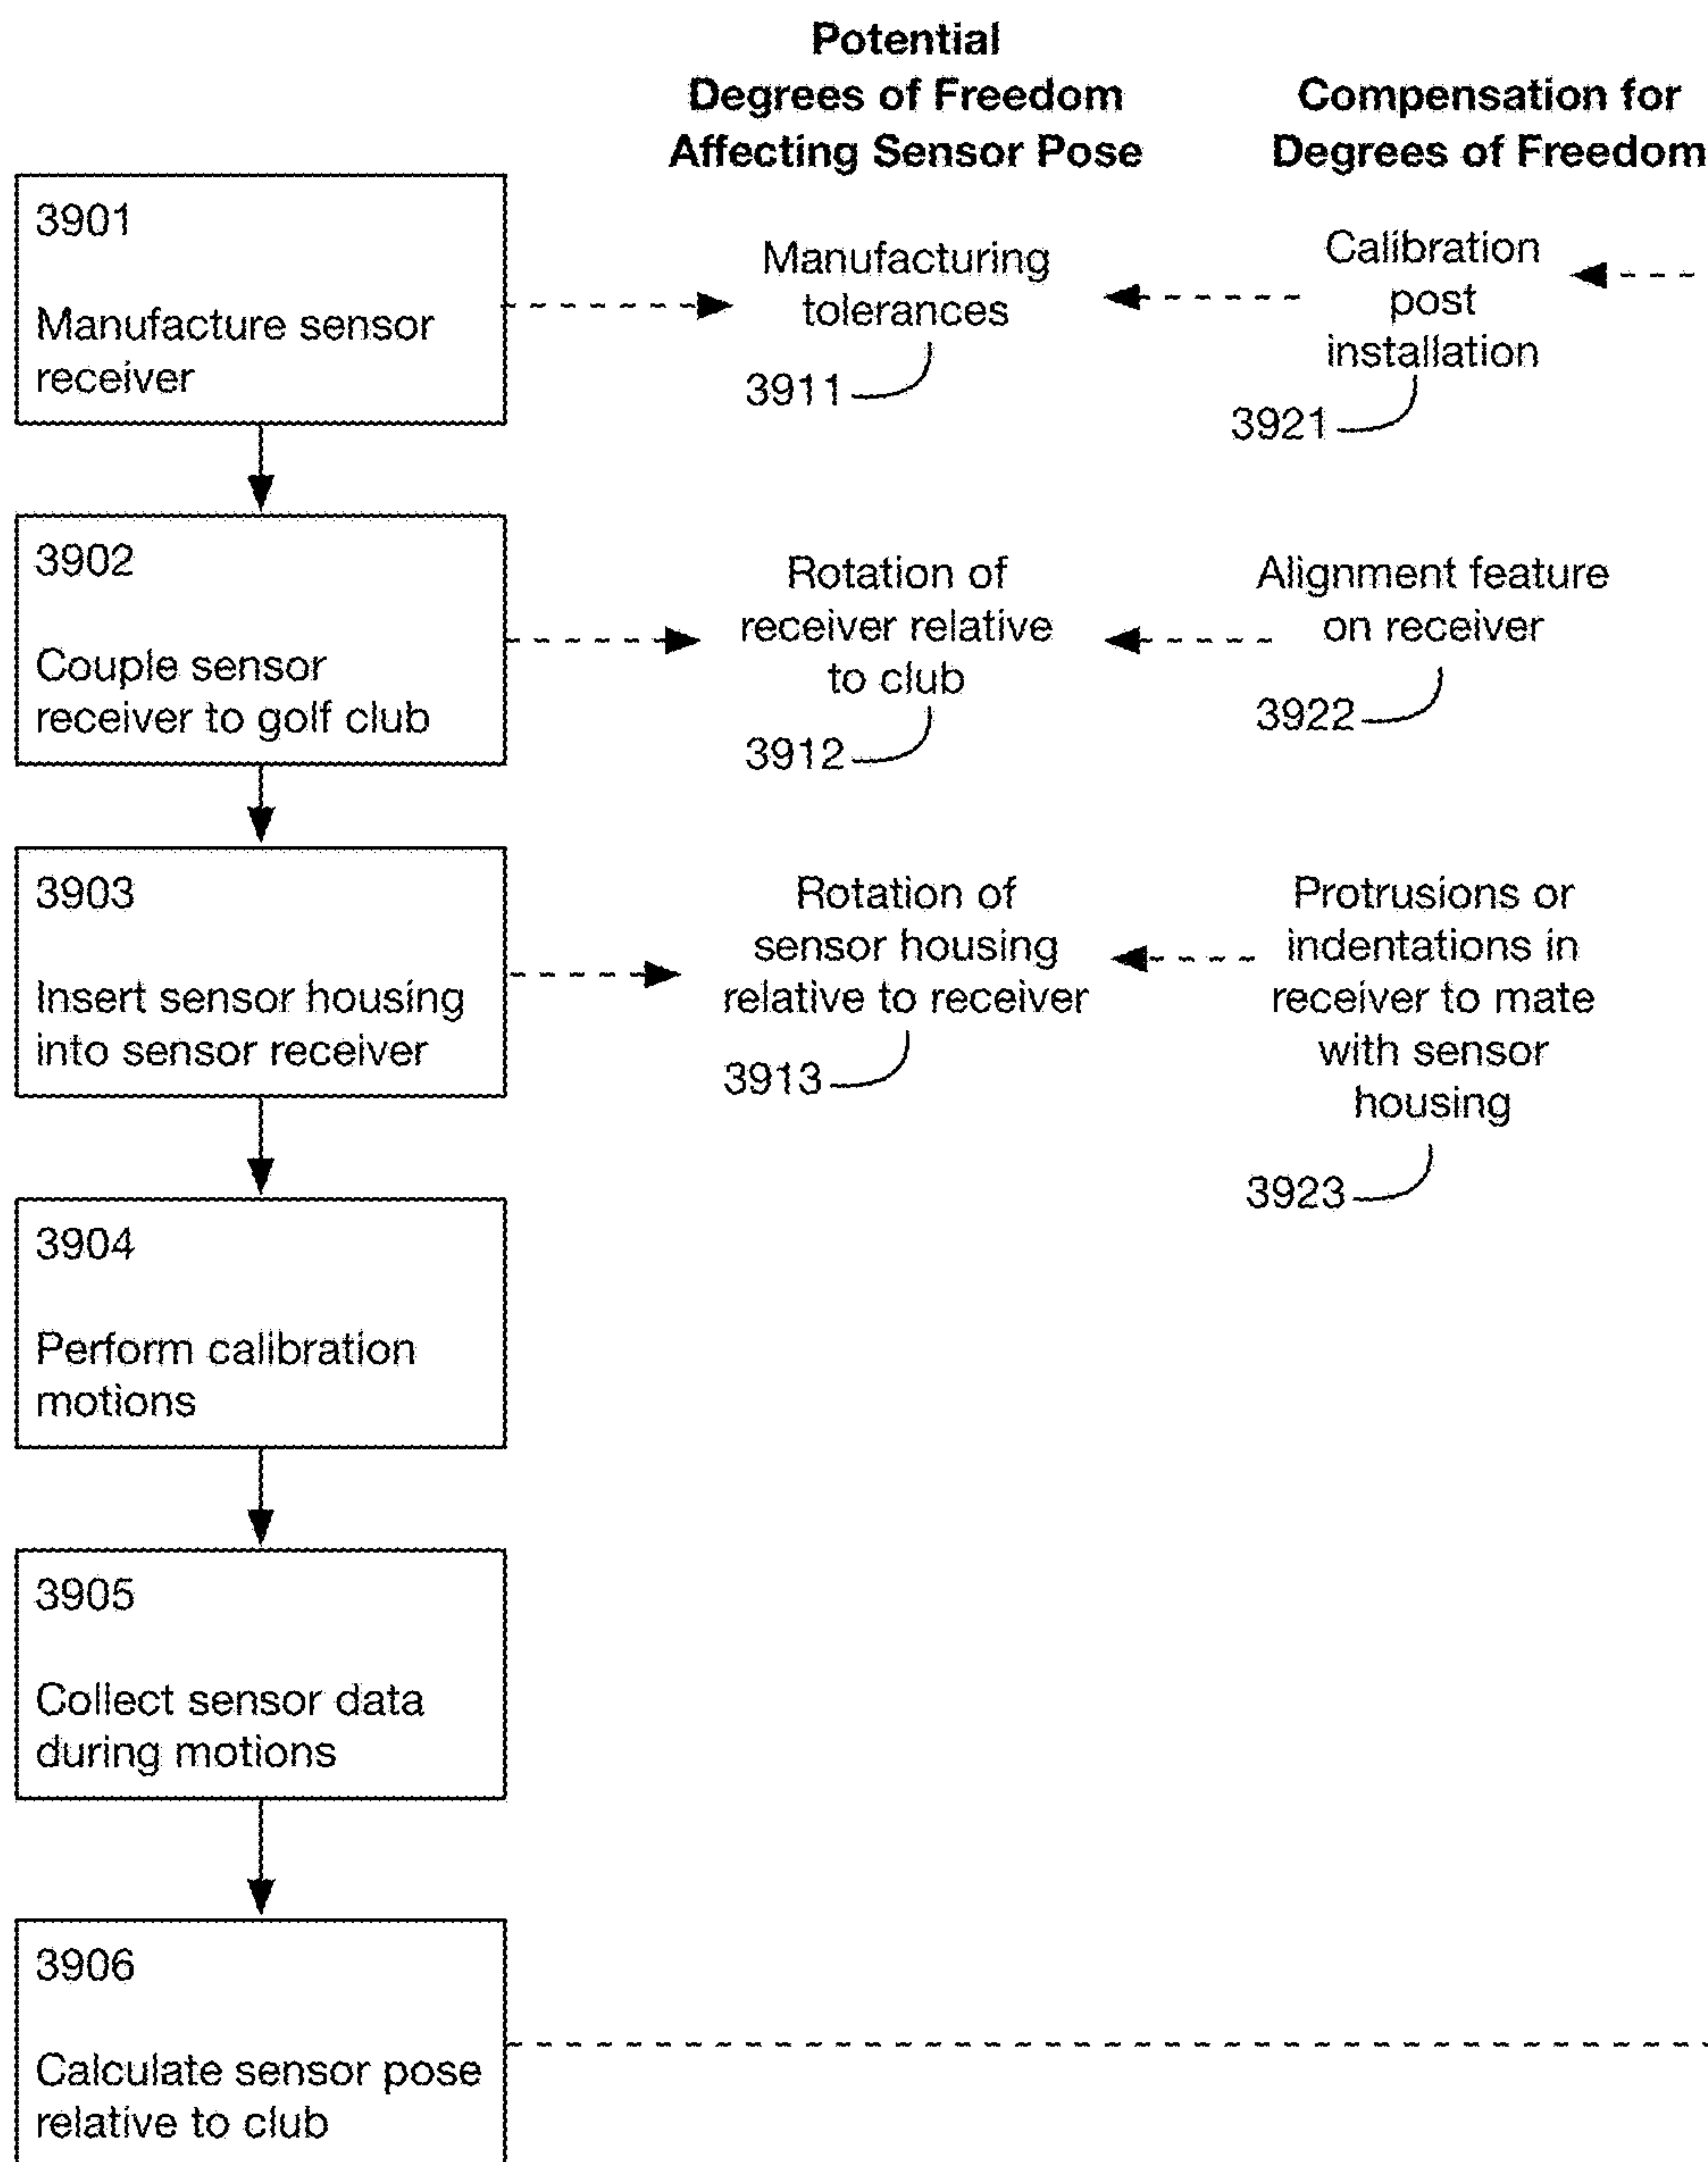 Potential
Degrees of Freedom
Affecting Sensor Pose
Compensation for
Degrees of Freedom
3901
Manufacture sensor
receiver
Manufacturing
tolerances
3911
Calibration
post
installation
3921
3902
Couple sensor
receiver to golf club
Rotation of
receiver relative
to club
3912
Alignment feature
on receiver
3922
3903
Insert sensor housing
into sensor receiver
Rotation of
sensor housing
relative to receiver
3913
Protrusions or
indentations in
receiver to mate
with sensor
housing
3923
3904
Perform calibration
motions
3905
Collect sensor data
during motions
3906
Calculate sensor pose
relative to club